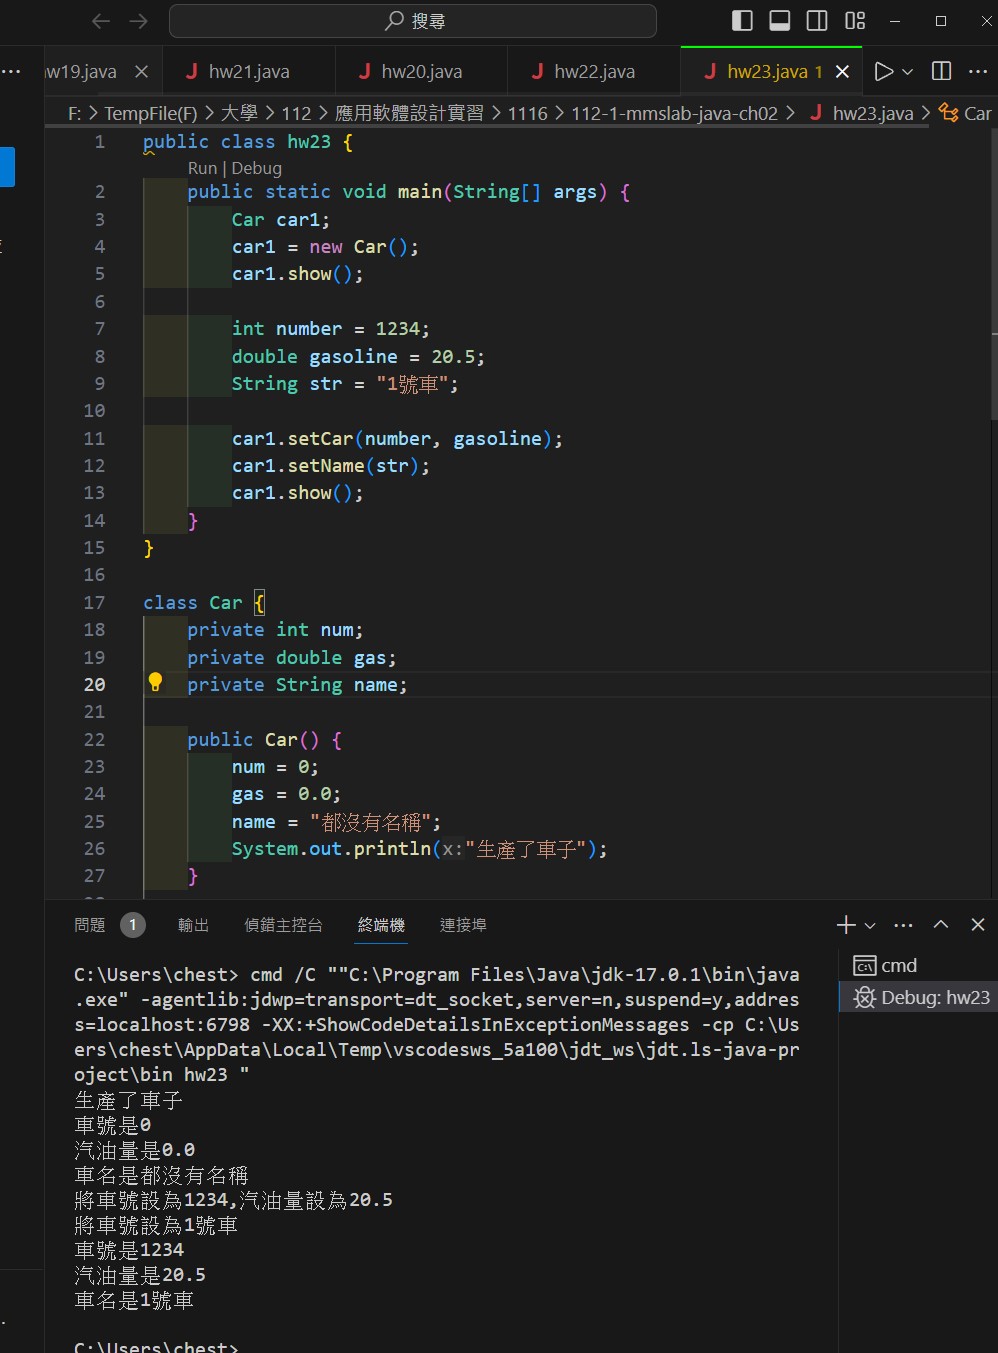 搜尋
hw19.java
J hw21.java
J hw20.java
J hw22.java
J hw23.java 1
F: > TempFile(F) > 大學 > 112 > 應用軟體設計實習 > 1116 > 112-1-mmslab-java-ch02 > J hw23.java > Car
1 public class hw23 {
Run | Debug
2 public static void main(String[] args) {
3 Car car1;
4 car1 = new Car();
5 car1.show();
6
7 int number = 1234;
8 double gasoline = 20.5;
9 String str = "1號車";
10
11 car1.setCar(number, gasoline);
12 car1.setName(str);
13 car1.show();
14 }
15 }
16
17 class Car {
18 private int num;
19 private double gas;
20 private String name;
21
22 public Car() {
23 num = 0;
24 gas = 0.0;
25 name = "都沒有名稱";
26 System.out.println(x:"生產了車子");
27 }
問題 1 輸出 偵錯主控台 終端機 連接埠
cmd
Debug: hw23
C:\Users\chest> cmd /C ""C:\Program Files\Java\jdk-17.0.1\bin\java
.exe" -agentlib:jdwp=transport=dt_socket,server=n,suspend=y,addres
s=localhost:6798 -XX:+ShowCodeDetailsInExceptionMessages -cp C:\Us
ers\chest\AppData\Local\Temp\vscodesws_5a100\jdt_ws\jdt.ls-java-pr
oject\bin hw23 "
生產了車子
車號是0
汽油量是0.0
車名是都沒有名稱
將車號設為1234,汽油量設為20.5
將車號設為1號車
車號是1234
汽油量是20.5
車名是1號車
C:\Users\chest>